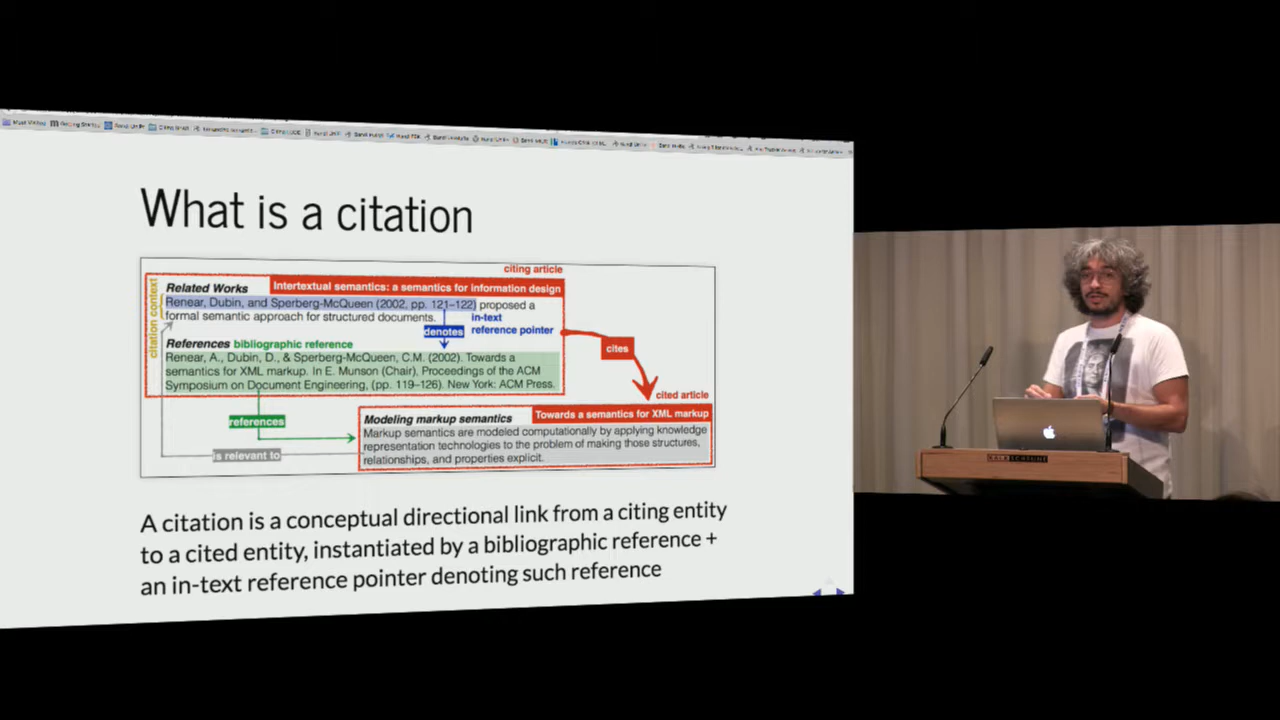 What is a citation
citing article
citation context
Related Works
Intertextual semantics: a semantics for information design
Renear, Dubin, and Sperberg-McQueen (2002, pp. 121–122) proposed a
formal semantic approach for structured documents.
in-text
reference pointer
denotes
References bibliographic reference
Renear, A., Dubin, D., & Sperberg-McQueen, C.M. (2002). Towards a
semantics for XML markup. In E. Munson (Chair), Proceedings of the ACM
Symposium on Document Engineering, (pp. 119–126). New York: ACM Press.
cites
cited article
references
Modeling markup semantics
Towards a semantics for XML markup
Markup semantics are modeled computationally by applying knowledge
representation technologies to the problem of making those structures,
relationships, and properties explicit.
is relevant to
A citation is a conceptual directional link from a citing entity
to a cited entity, instantiated by a bibliographic reference +
an in-text reference pointer denoting such reference